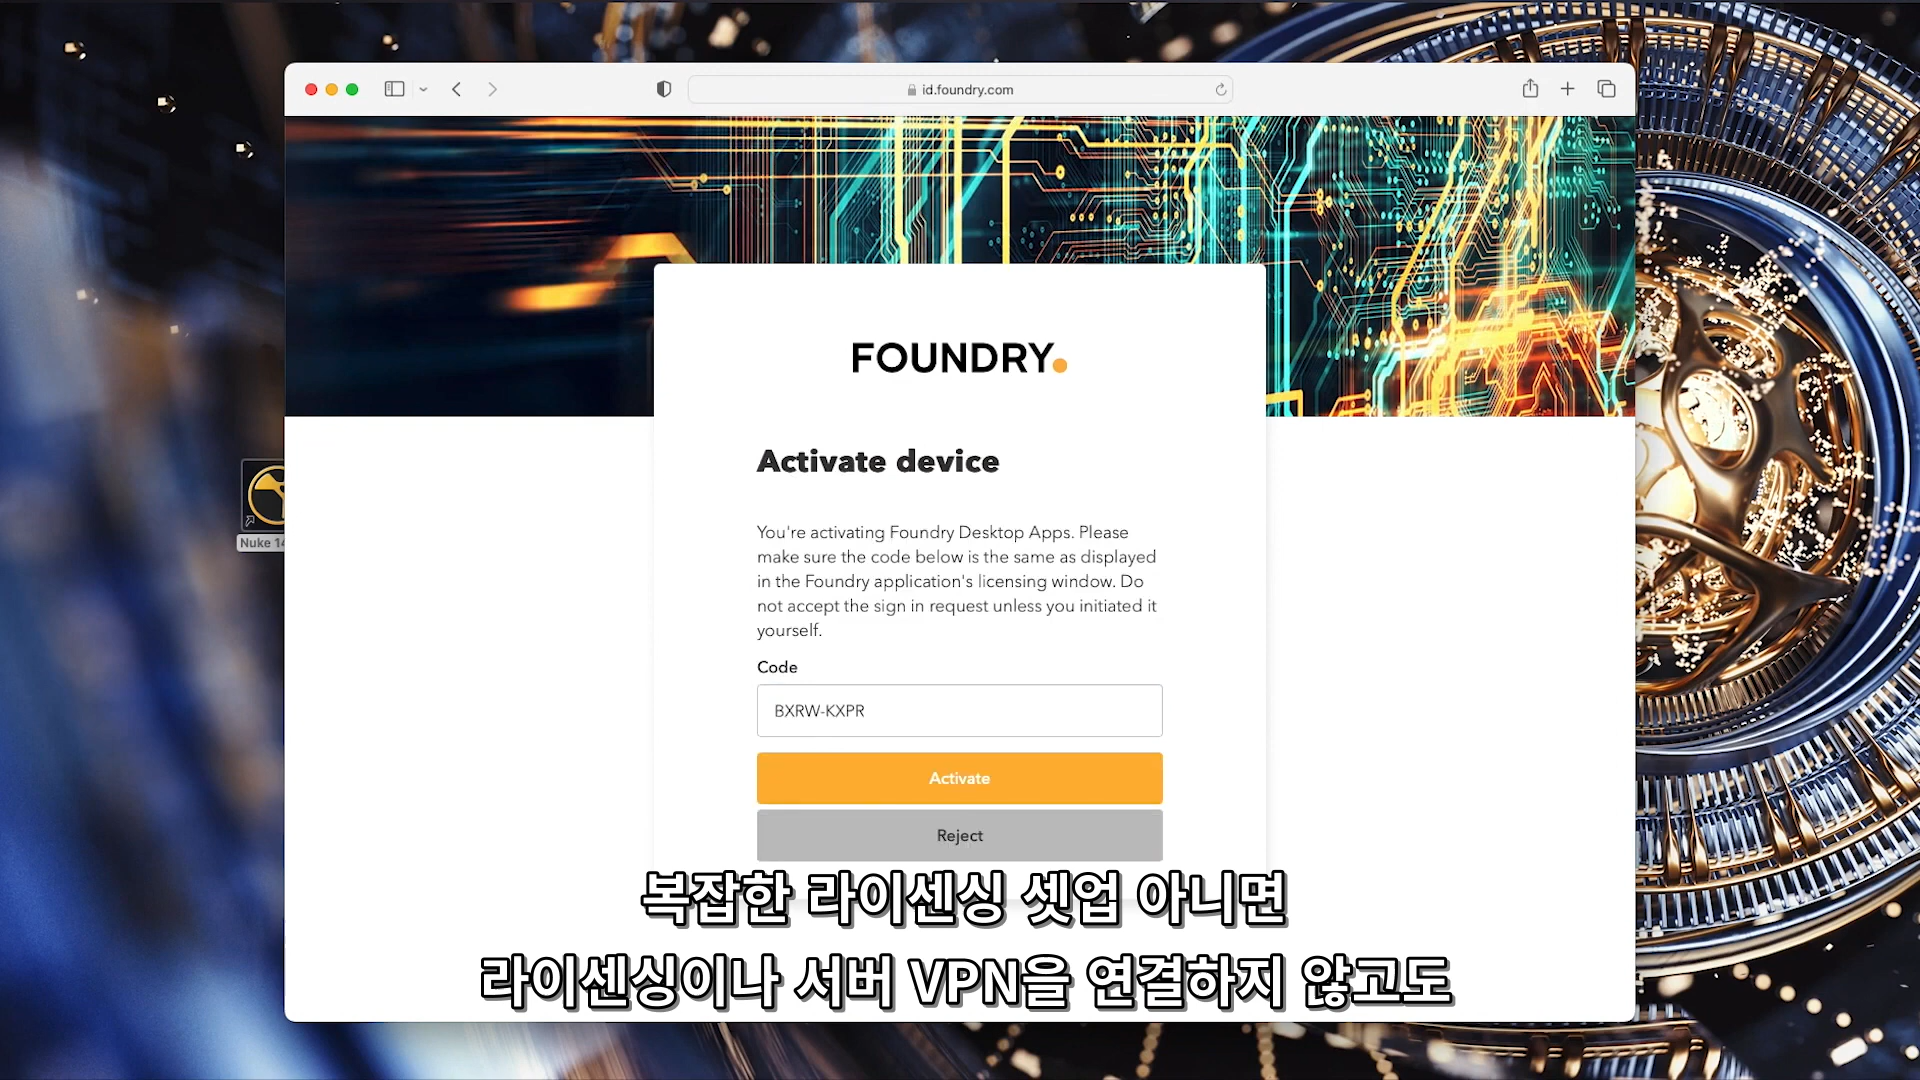 id.foundry.com
FOUNDRY.
Activate device
You're activating Foundry Desktop Apps. Please
make sure the code below is the same as displayed
in the Foundry application's licensing window. Do
not accept the sign in request unless you initiated it
yourself.
Nuke 14
Code
BXRW-KXPR
Activate
Reject
복잡한 라이센싱 셋업 아니면
라이센싱이나 서버 VPN을 연결하지 않고도